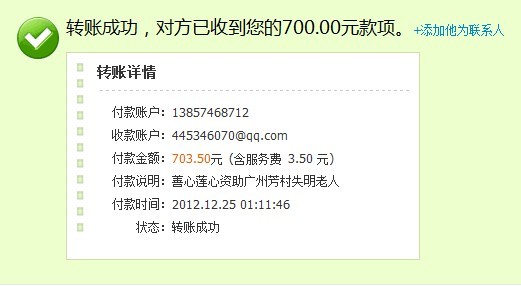 转账成功，对方已收到您的700.00元款项。+添加他为联系人
转账详情
付款账户：13857468712
收款账户：445346070@qq.com
付款金额：703.50元 (含服务费 3.50 元)
付款说明：善心莲心资助广州芳村失明老人
付款时间：2012.12.25 01:11:46
状态：转账成功